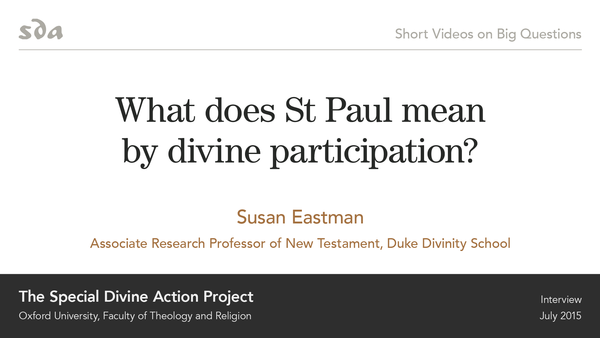 sda
Short Videos on Big Questions
What does St Paul mean
by divine participation?
Susan Eastman
Associate Research Professor of New Testament, Duke Divinity School
The Special Divine Action Project
Interview
Oxford University, Faculty of Theology and Religion
July 2015